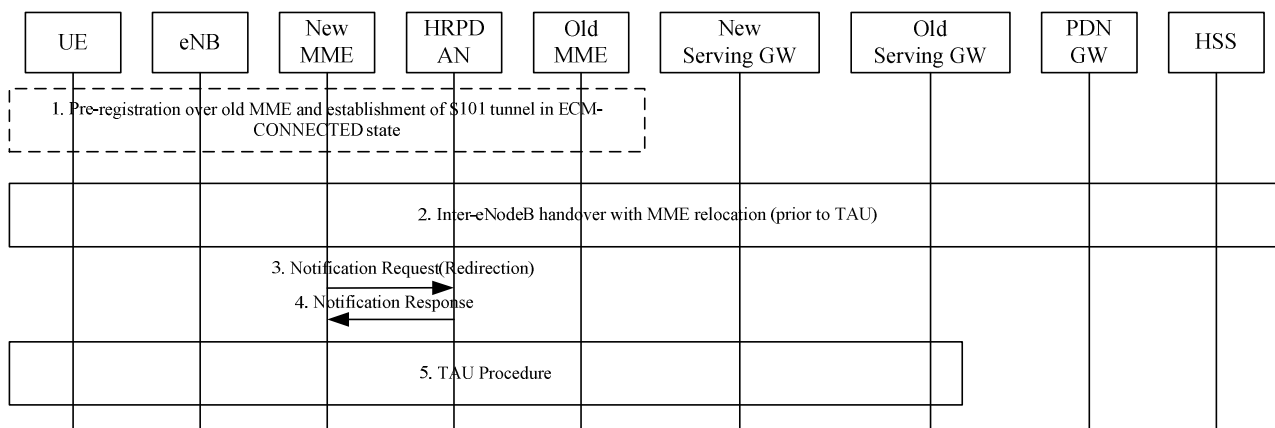 UE
eNB
New
MME
HRPD
AN
Old
MME
New
Serving GW
Old
Serving GW
PDN
GW
HSS
1. Pre-registration over old MME and establishment of S101 tunnel in ECM-
CONNECTED state
2. Inter-eNodeB handover with MME relocation (prior to TAU)
3. Notification Request(Redirection)
4. Notification Response
5. TAU Procedure